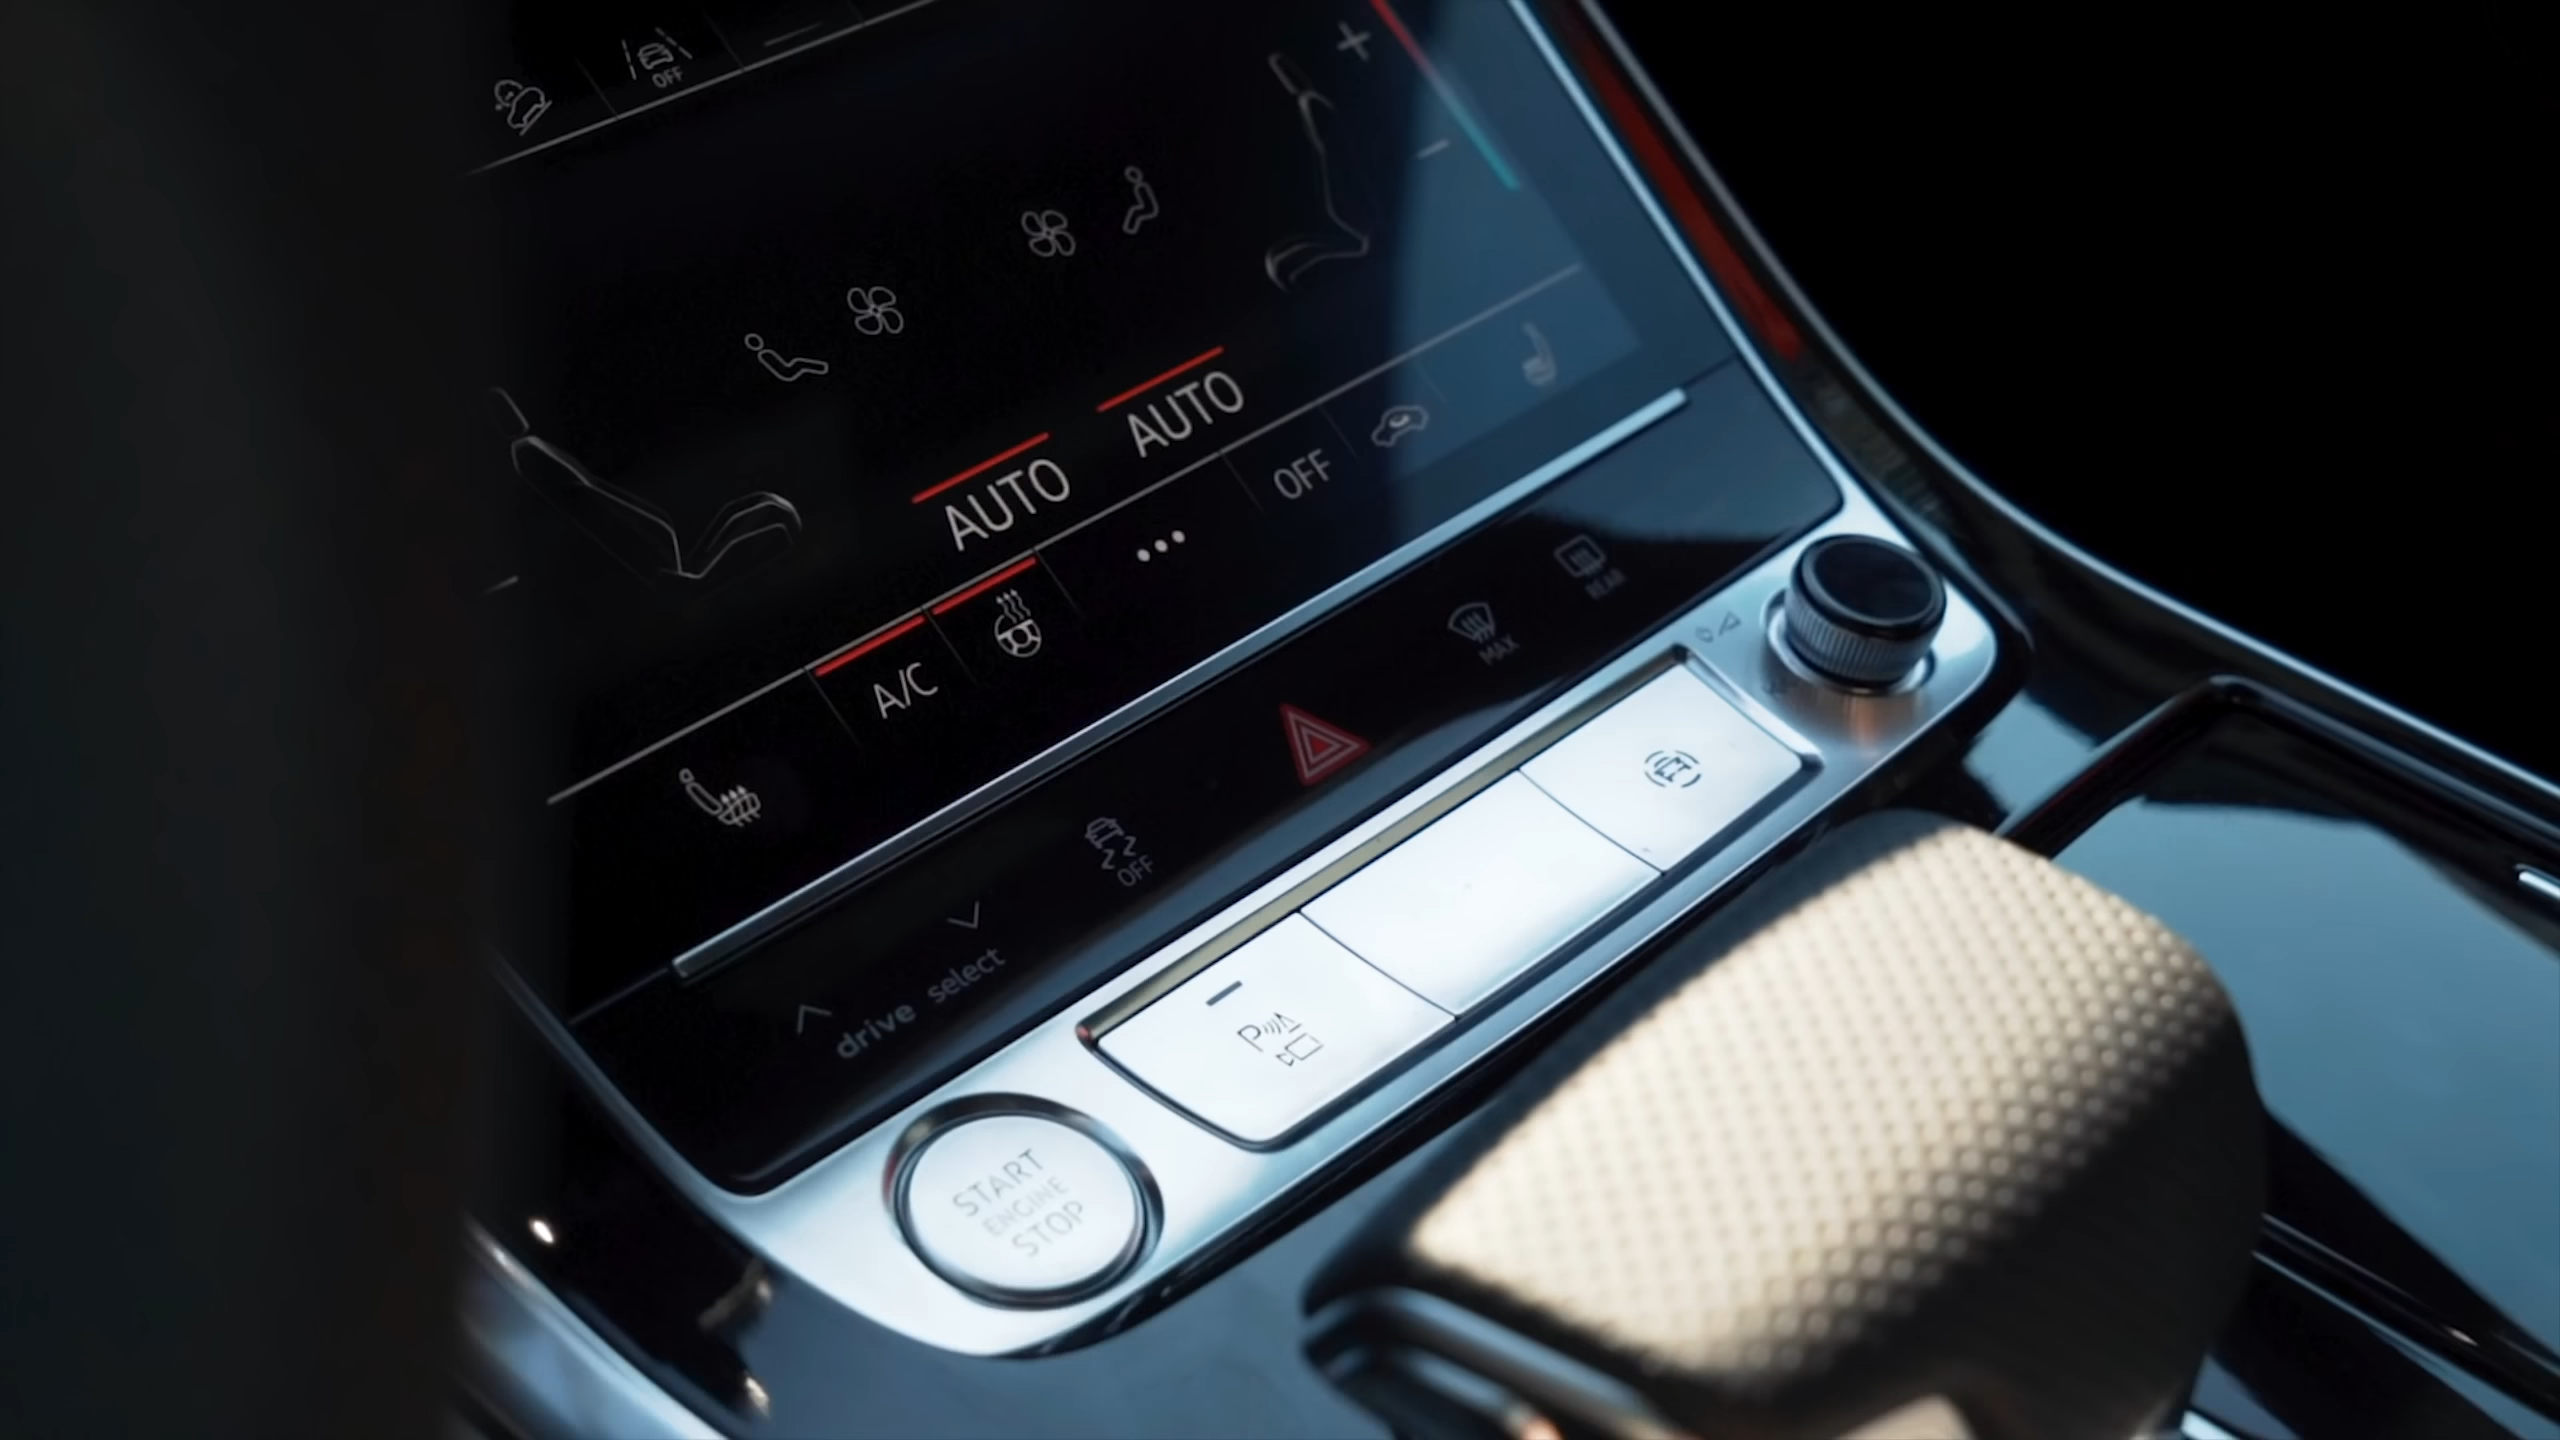 OFF
AUTO
AUTO
OFF
A/C
REAR
MAX
OFF
drive select
P
START
ENGINE
STOP